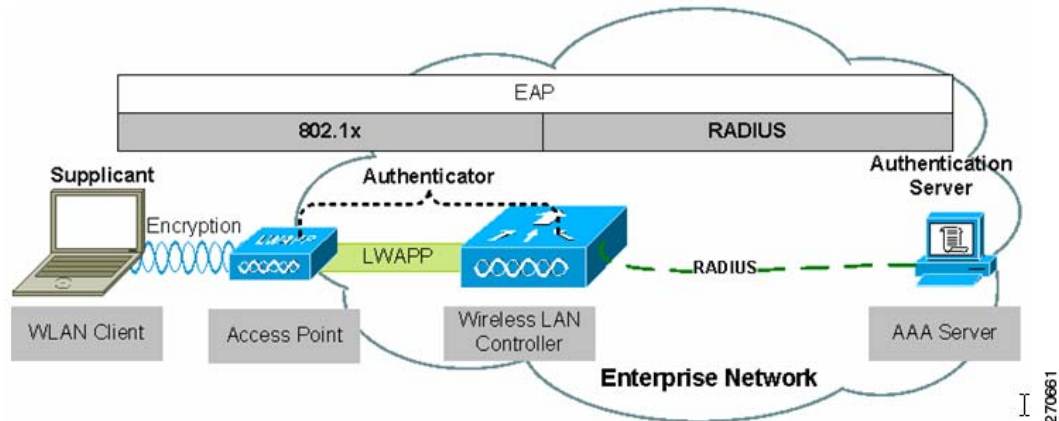 EAP
802.1x RADIUS
Supplicant
Authenticator
Authentication
Server
Encryption
LWAPP
LWAPP
RADIUS
WLAN Client
Access Point
Wireless LAN
Controller
AAA Server
Enterprise Network
270661